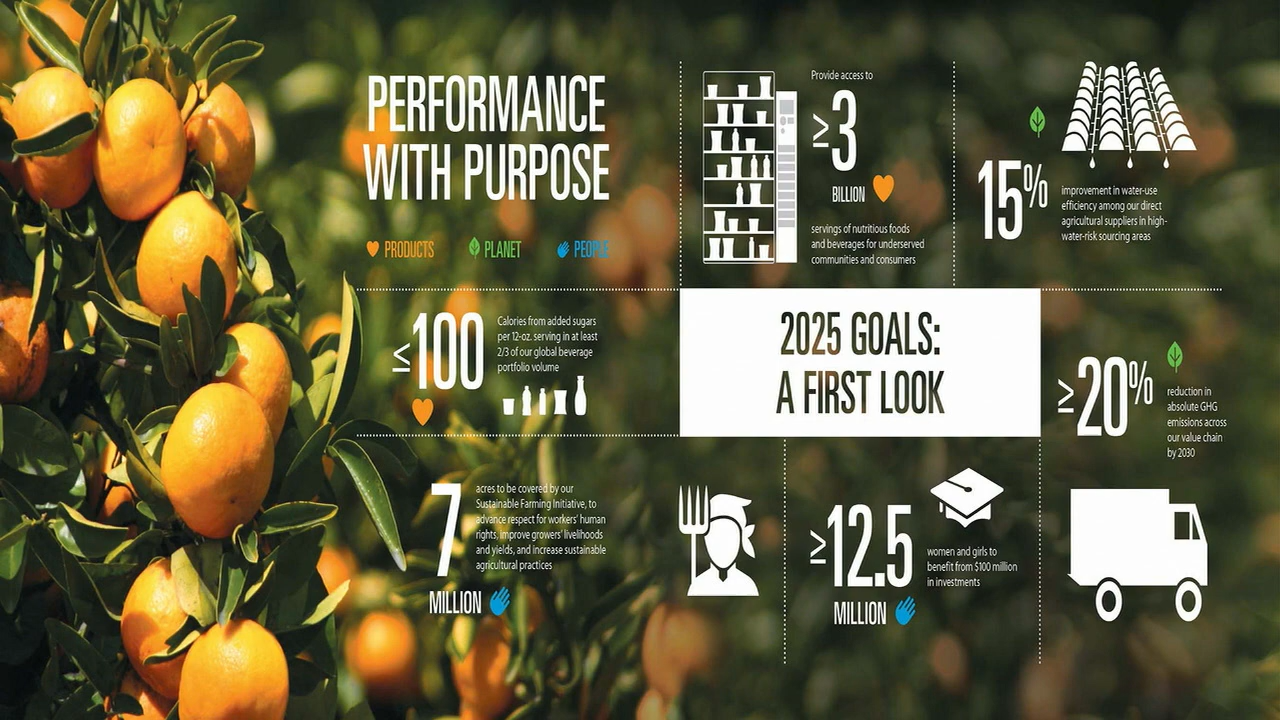 PERFORMANCE
WITH PURPOSE
PRODUCTS
PLANET
PEOPLE
Provide access to
≥3
BILLION
servings of nutritious foods
and beverages for underserved
communities and consumers
15%
improvement in water-use
efficiency among our direct
agricultural suppliers in high-
water-risk sourcing areas
≤100
Calories from added sugars
per 12-oz. serving in at least
2/3 of our global beverage
portfolio volume
2025 GOALS:
A FIRST LOOK
≥20%
reduction in
absolute GHG
emissions across
our value chain
by 2030
7
MILLION
acres to be covered by our
Sustainable Farming Initiative, to
advance respect for workers' human
rights, improve growers' livelihoods
and yields, and increase sustainable
agricultural practices
≥12.5
MILLION
women and girls to
benefit from $100 million
in investments